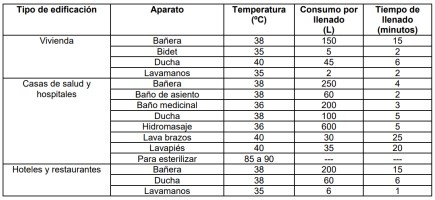 Tipo de edificación Aparato Temperatura (ºC) Consumo por llenado (L) Tiempo de llenado (minutos)
Vivienda Bañera 38 150 15
Bidet 35 5 2
Ducha 40 45 6
Lavamanos 35 2 2
Casas de salud y hospitales Bañera 38 250 4
Baño de asiento 38 60 2
Baño medicinal 36 200 3
Ducha 38 100 5
Hidromasaje 36 600 5
Lava brazos 40 30 25
Lavapiés 40 35 20
Para esterilizar 85 a 90 --- ---
Hoteles y restaurantes Bañera 38 200 15
Ducha 38 60 6
Lavamanos 35 6 1